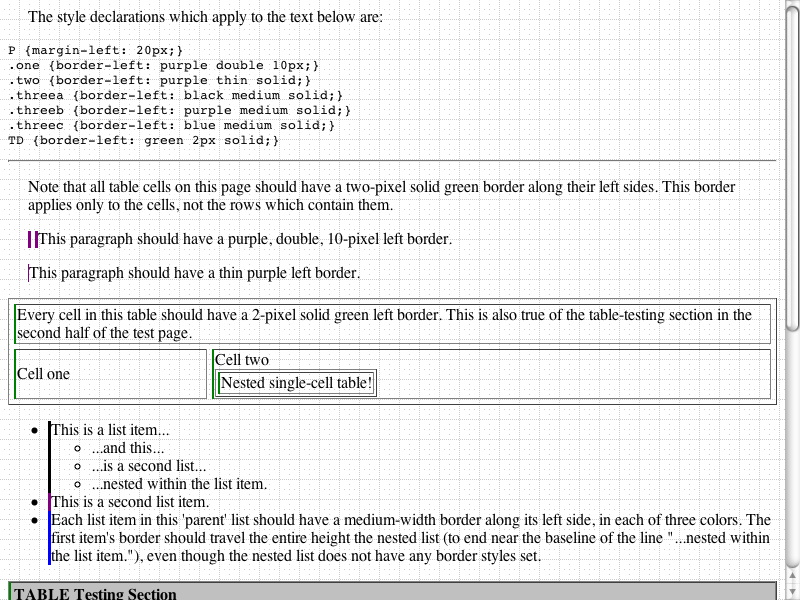 The style declarations which apply to the text below are:
P {margin-left: 20px;}
.one {border-left: purple double 10px;}
.two {border-left: purple thin solid;}
.threea {border-left: black medium solid;}
.threeb {border-left: purple medium solid;}
.threec {border-left: blue medium solid;}
TD {border-left: green 2px solid;}
Note that all table cells on this page should have a two-pixel solid green border along their left sides. This border
applies only to the cells, not the rows which contain them.
This paragraph should have a purple, double, 10-pixel left border.
This paragraph should have a thin purple left border.
Every cell in this table should have a 2-pixel solid green left border. This is also true of the table-testing section in the
second half of the test page.
Cell one
Cell two
Nested single-cell table!
This is a list item...
...and this...
...is a second list...
...nested within the list item.
This is a second list item.
Each list item in this 'parent' list should have a medium-width border along its left side, in each of three colors. The
first item's border should travel the entire height the nested list (to end near the baseline of the line "...nested within
the list item."), even though the nested list does not have any border styles set.
TABLE Testing Section